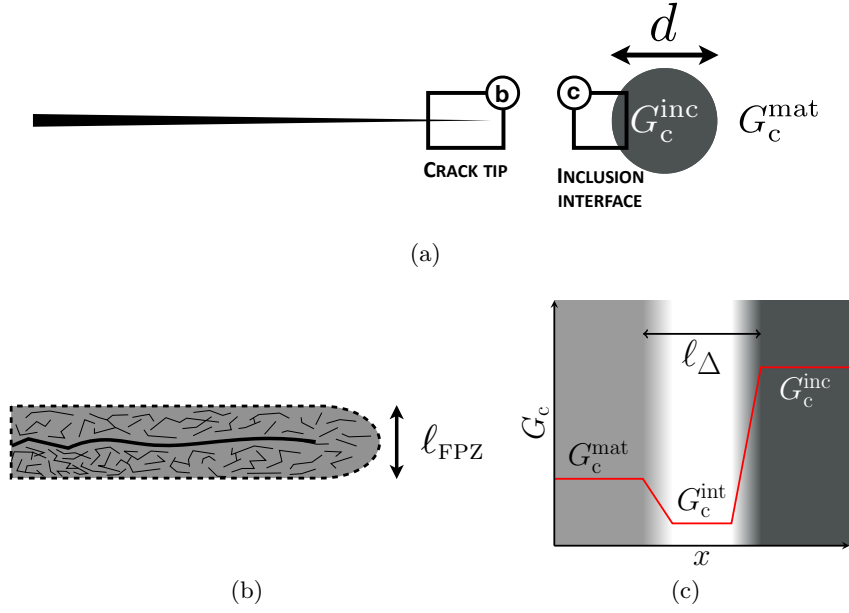 d
b
c
G_c^inc
G_c^mat
CRACK TIP
INCLUSION
INTERFACE
(a)
ℓ_FPZ
(b)
ℓ_Δ
G_c
G_c^mat
G_c^inc
G_c^int
x
(c)